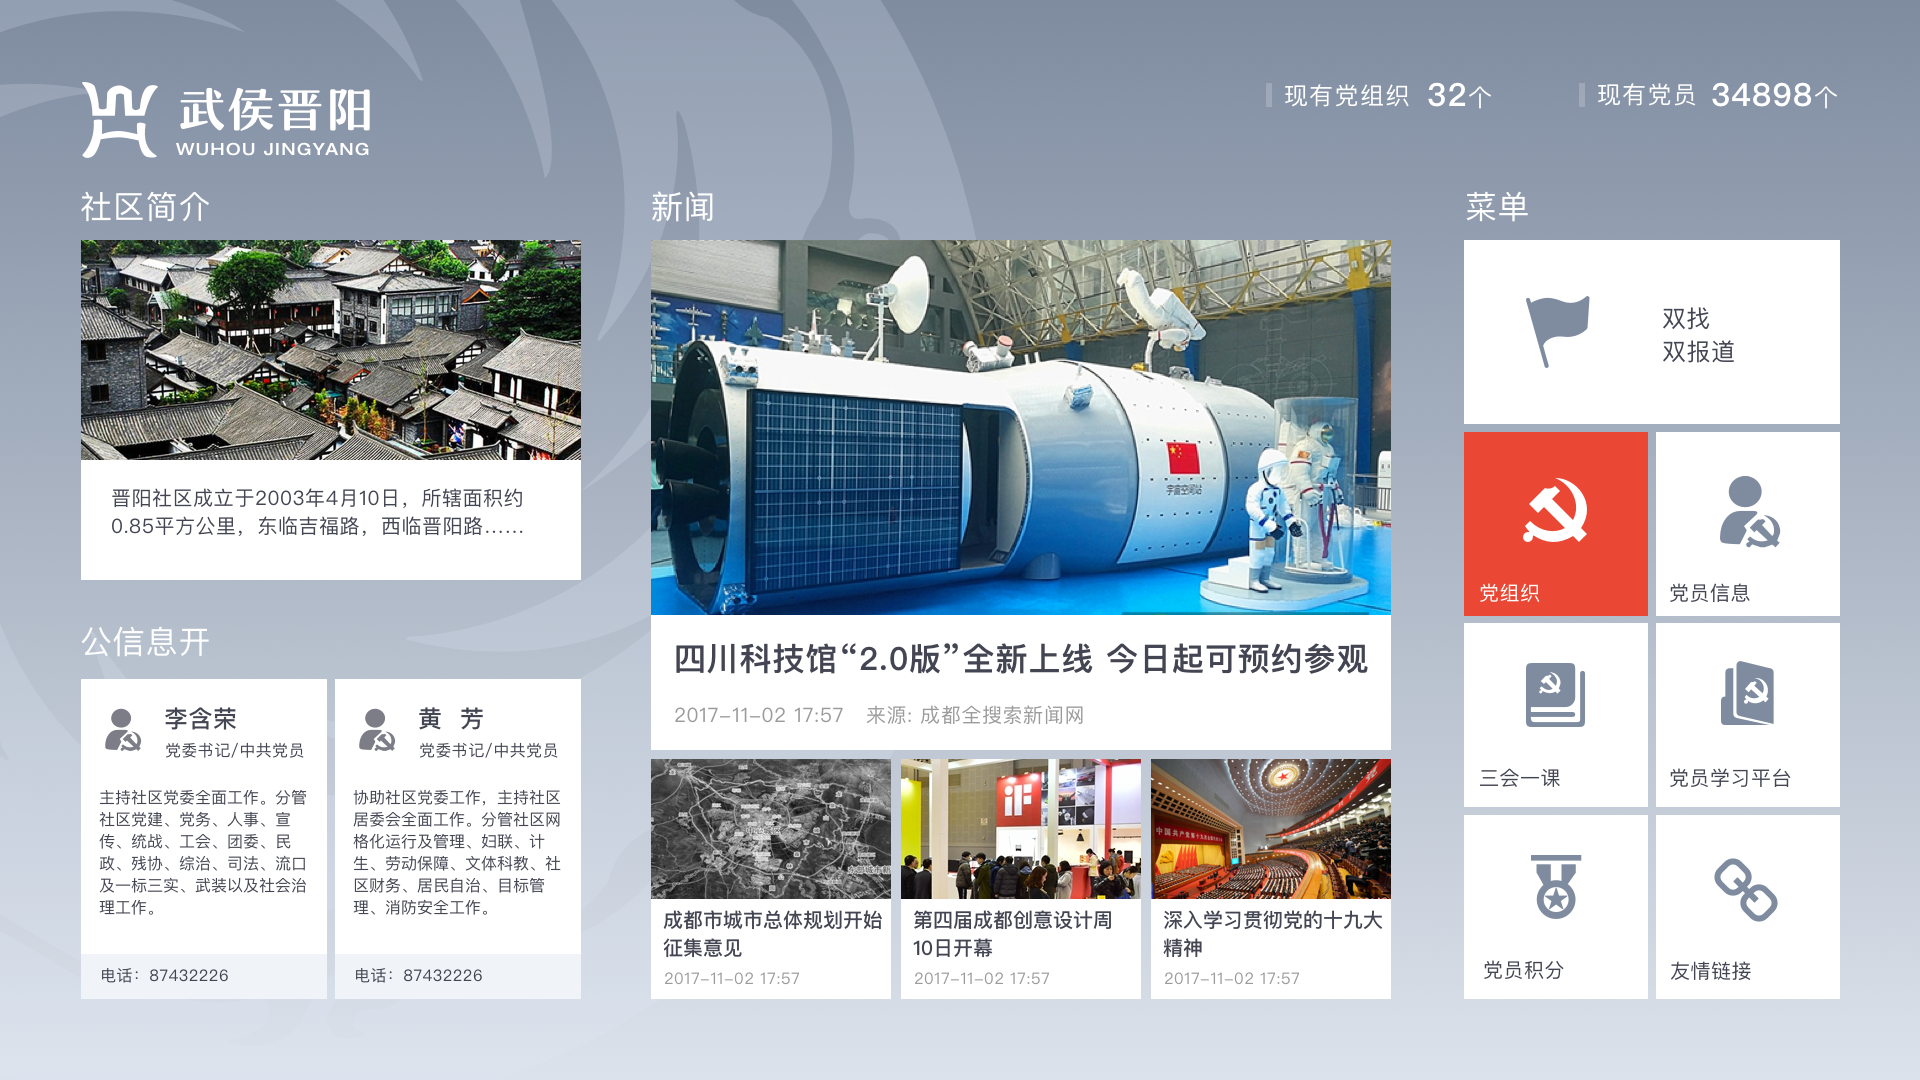 武侯晋阳
WUHOU JINGYANG
现有党组织 32个
现有党员 34898个
社区简介
晋阳社区成立于2003年4月10日，所辖面积约
0.85平方公里，东临吉福路，西临晋阳路……
公信息开
李含荣
党委书记/中共党员
主持社区党委全面工作。分管
社区党建、党务、人事、宣
传、统战、工会、团委、民
政、残协、综治、司法、流口
及一标三实、武装以及社会治
理工作。
电话：87432226
黄 芳
党委书记/中共党员
协助社区党委工作，主持社区
居委会全面工作。分管社区网
格化运行及管理、妇联、计
生、劳动保障、文体科教、社
区财务、居民自治、目标管
理、消防安全工作。
电话：87432226
新闻
宇宙空间站
四川科技馆“2.0版”全新上线 今日起可预约参观
2017-11-02 17:57 来源: 成都全搜索新闻网
成都市城市总体规划开始
征集意见
2017-11-02 17:57
iF
第四届成都创意设计周
10日开幕
2017-11-02 17:57
深入学习贯彻党的十九大
精神
2017-11-02 17:57
菜单
双找
双报道
党组织
党员信息
三会一课
党员学习平台
党员积分
友情链接